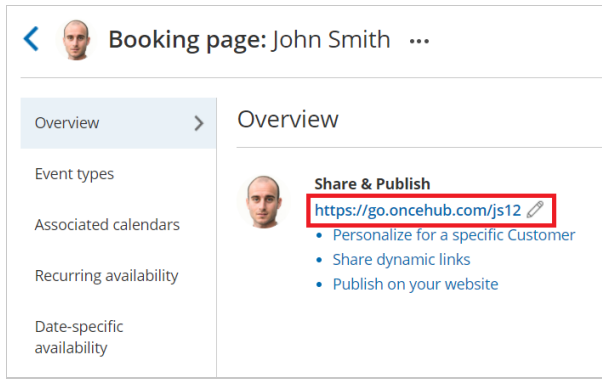 Booking page: John Smith ...
Overview
Event types
Associated calendars
Recurring availability
Date-specific
availability
Overview
Share & Publish
https://go.oncehub.com/js12
Personalize for a specific Customer
Share dynamic links
Publish on your website